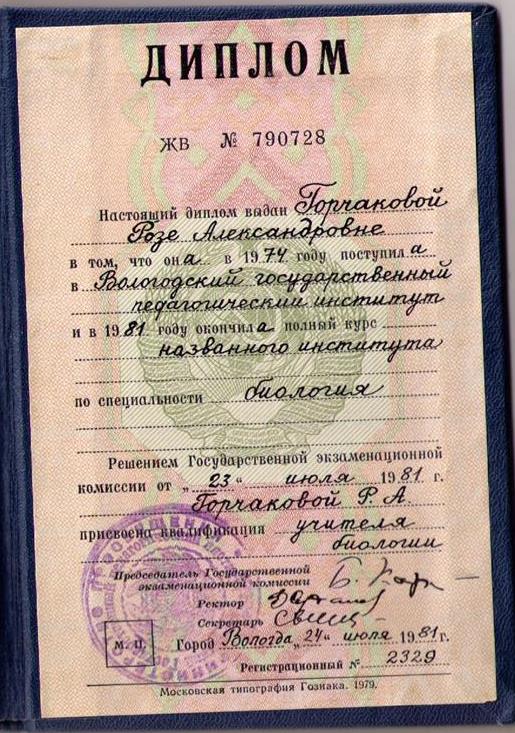 ДИПЛОМ
ЖВ № 790728
Настоящий диплом выдан Горчаковой
Розе Александровне
в том, что она в 1974 году поступила
в Вологодский государственный
педагогический институт
и в 1981 году окончила полный курс
названного института
по специальности биология
Решением Государственной экзаменационной
комиссии от „23“ июля 1981 г.
Горчаковой Р. А.
присвоена квалификация учителя
биологии
Председатель Государственной
экзаменационной комиссии
Ректор
Секретарь
М. П. Город Вологда „24“ июля 1981 г.
Регистрационный № 2329
Московская типография Гознака. 1979.